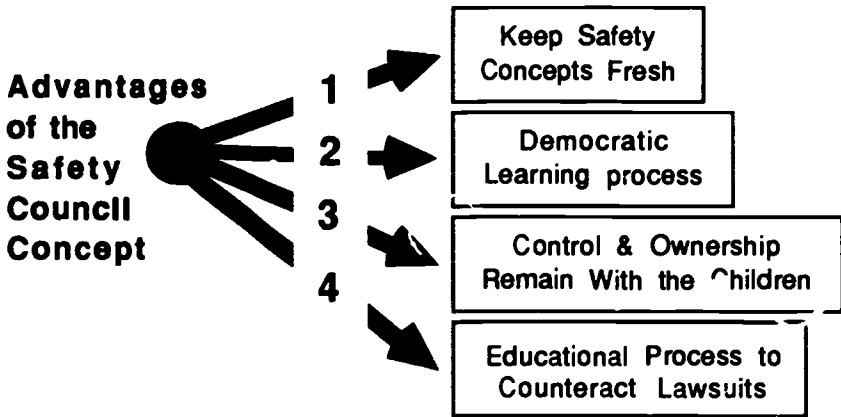 Advantages
of the
Safety
Council
Concept
1
Keep Safety
Concepts Fresh
2
Democratic
Learning process
3
Control & Ownership
Remain With the Children
4
Educational Process to
Counteract Lawsuits